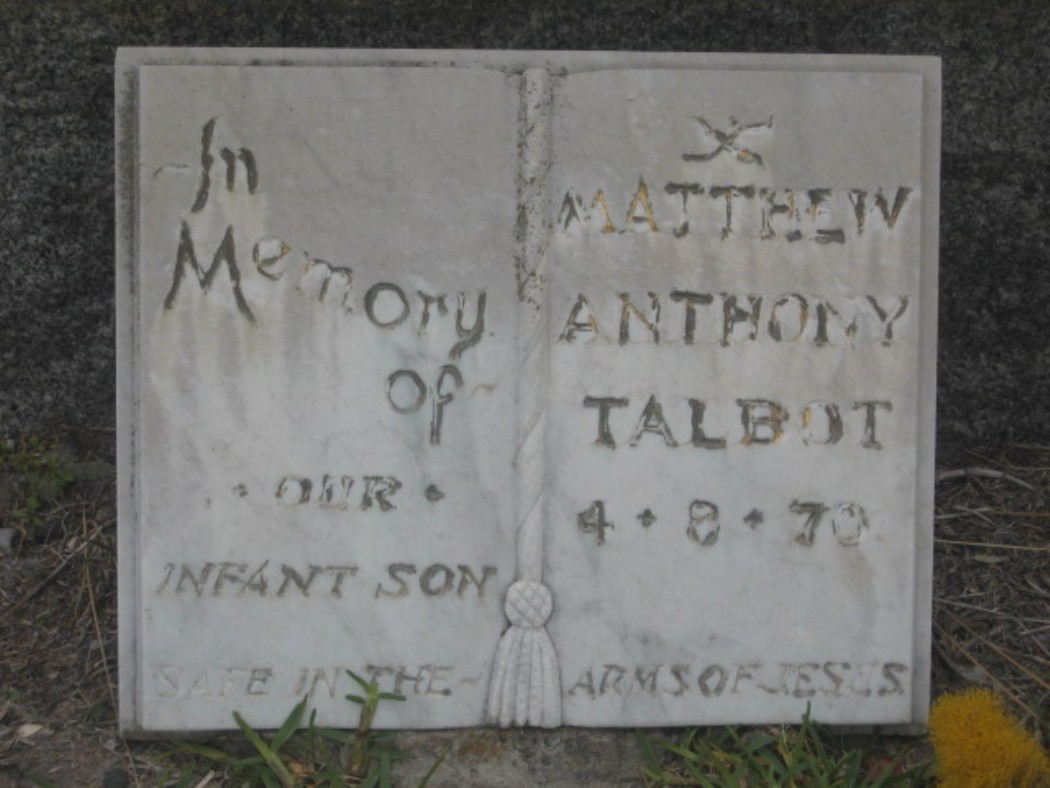 In
Memory
of
· OUR ·
INFANT SON
MATTHEW
ANTHONY
TALBOT
4 · 8 · 70
SAFE IN THE ARMS OF JESUS